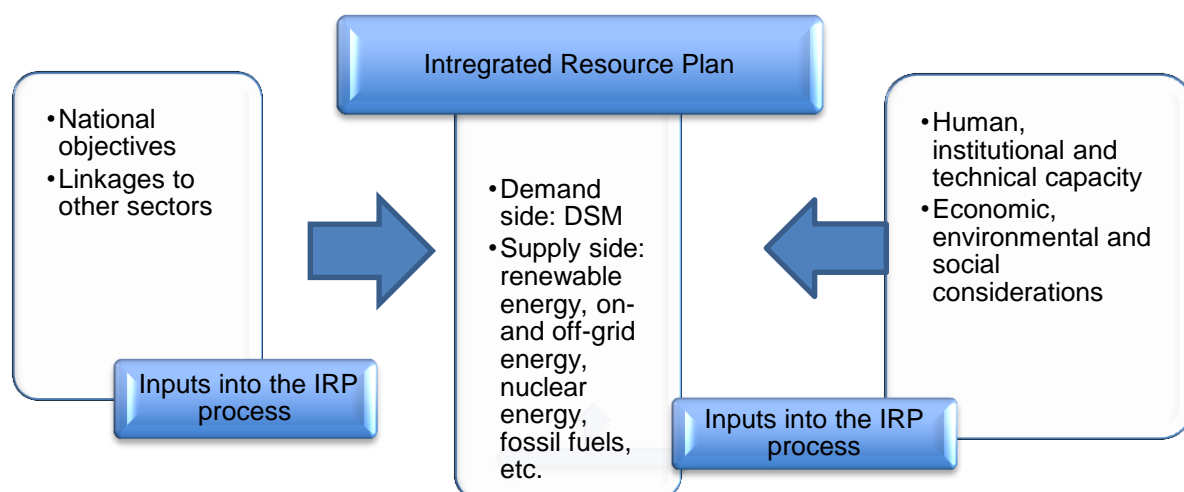 Intregrated Resource Plan
•National
objectives
•Linkages to
other sectors
Inputs into the IRP
process
•Demand
side: DSM
•Supply side:
renewable
energy, on-
and off-grid
energy,
nuclear
energy,
fossil fuels,
etc.
•Human,
institutional and
technical capacity
•Economic,
environmental and
social
considerations
Inputs into the IRP
process